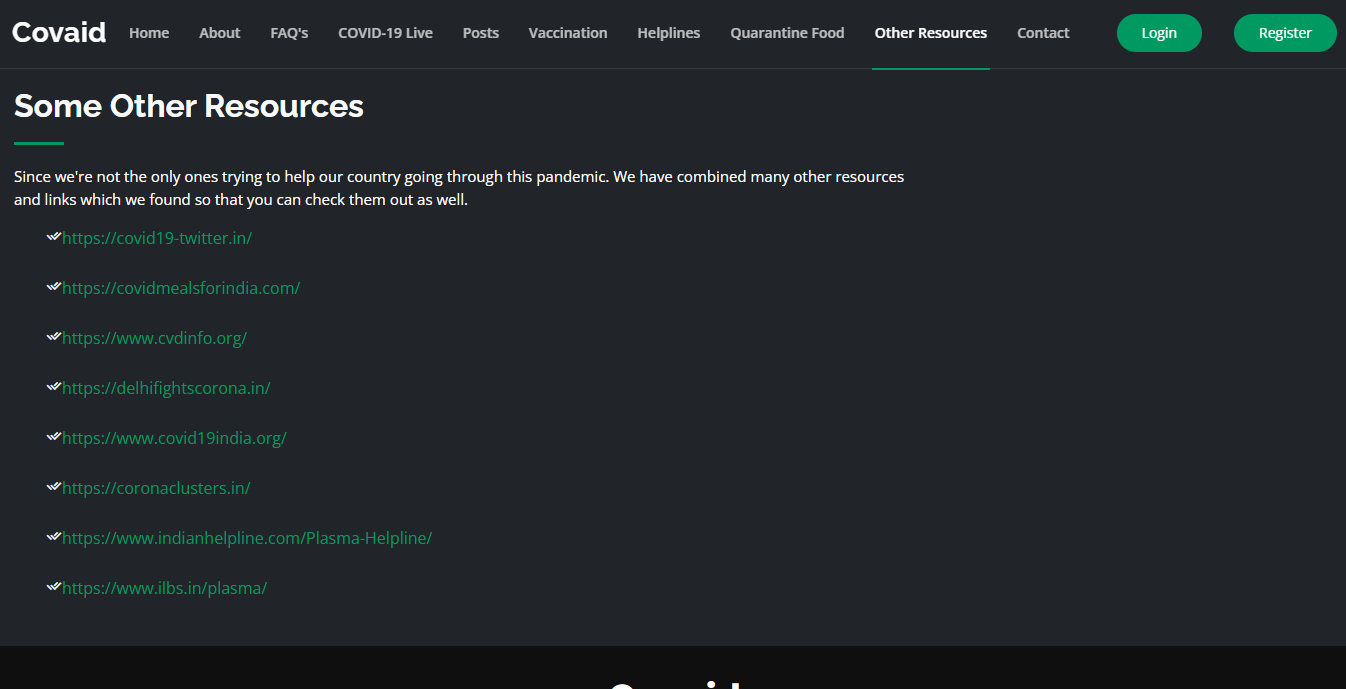 Covaid Home About FAQ's COVID-19 Live Posts Vaccination Helplines Quarantine Food Other Resources Contact Login Register
Some Other Resources
Since we're not the only ones trying to help our country going through this pandemic. We have combined many other resources
and links which we found so that you can check them out as well.
https://covid19-twitter.in/
https://covidmealsforindia.com/
https://www.cvdinfo.org/
https://delhifightscorona.in/
https://www.covid19india.org/
https://coronaclusters.in/
https://www.indianhelpline.com/Plasma-Helpline/
https://www.ilbs.in/plasma/